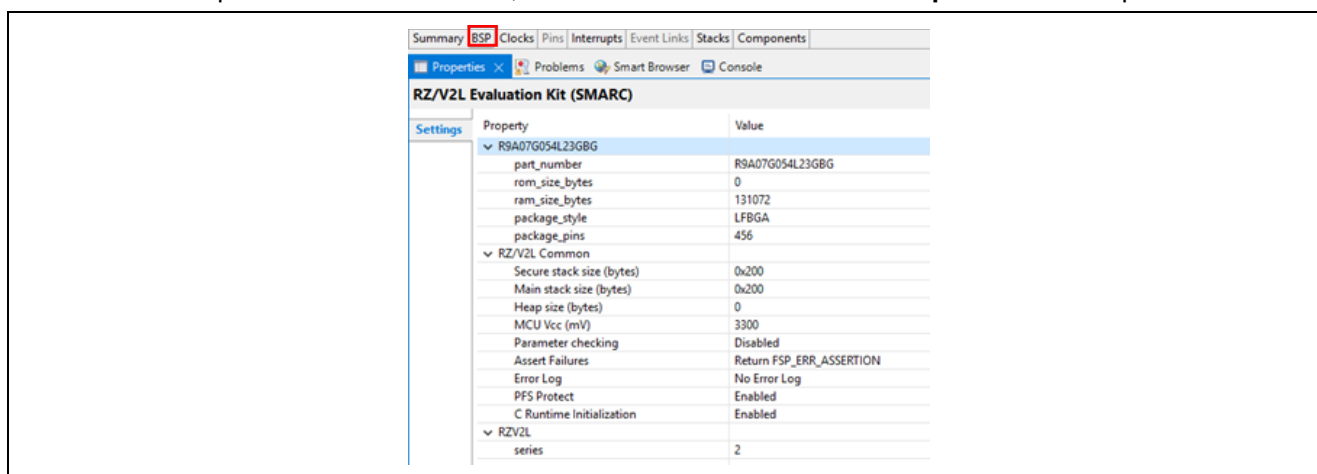 Summary BSP Clocks Pins Interrupts Event Links Stacks Components
Properties Problems Smart Browser Console
RZ/V2L Evaluation Kit (SMARC)
Settings Property Value
R9A07G054L23GBG
part_number R9A07G054L23GBG
rom_size_bytes 0
ram_size_bytes 131072
package_style LFBGA
package_pins 456
RZ/V2L Common
Secure stack size (bytes) 0x200
Main stack size (bytes) 0x200
Heap size (bytes) 0
MCU Vcc (mV) 3300
Parameter checking Disabled
Assert Failures Return FSP_ERR_ASSERTION
Error Log No Error Log
PFS Protect Enabled
C Runtime Initialization Enabled
RZV2L
series 2